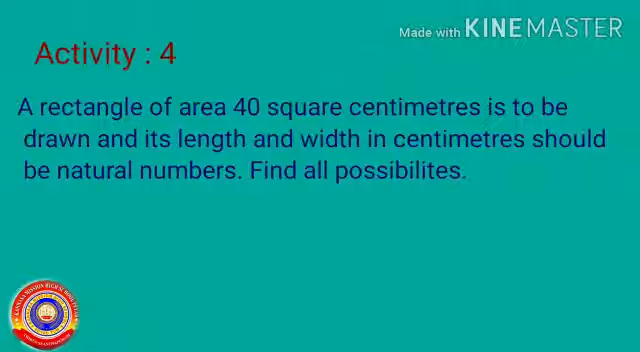 Made with KINEMASTER
Activity : 4
A rectangle of area 40 square centimetres is to be
drawn and its length and width in centimetres should
be natural numbers. Find all possibilites.